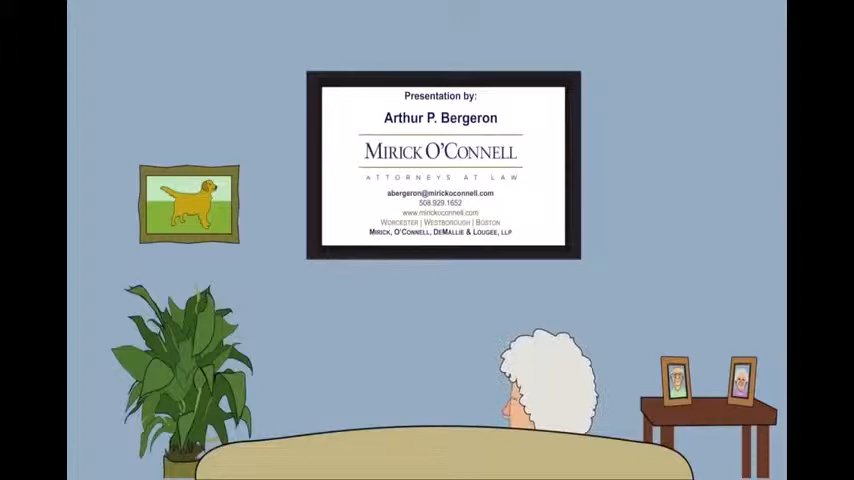 Presentation by:
Arthur P. Bergeron
MIRICK O'CONNELL
ATTORNEYS AT LAW
abergeron@mirickoconnell.com
508.929.1652
www.mirickoconnell.com
WORCESTER | WESTBOROUGH | BOSTON
MIRICK, O'CONNELL, DEMALLIE & LOUGEE, LLP